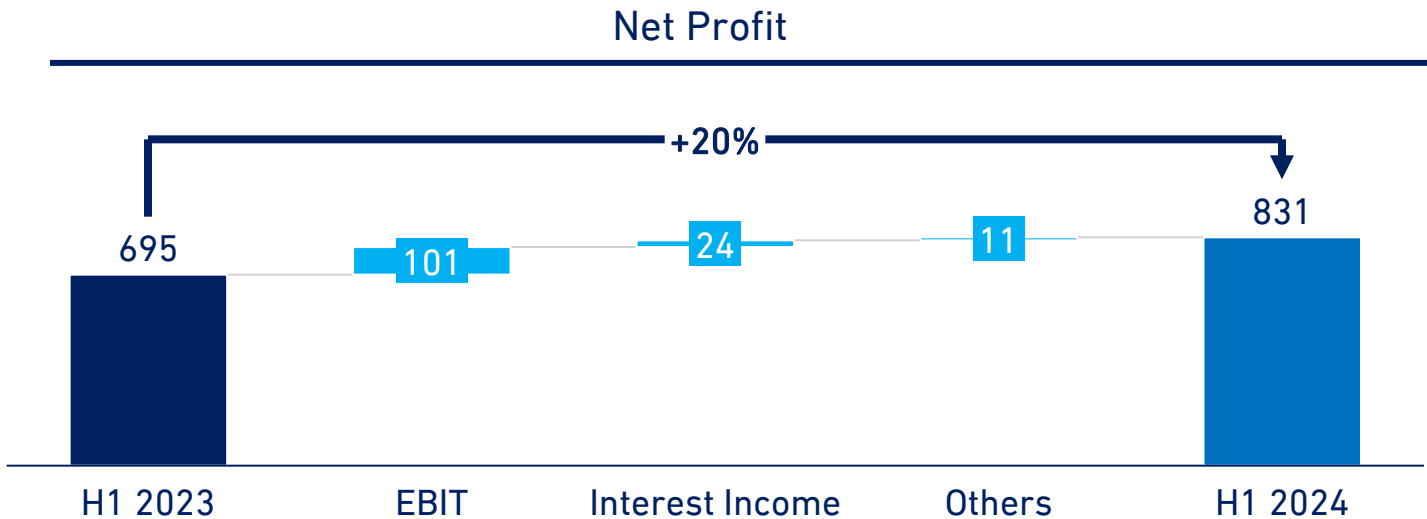 Net Profit
+20%
695
101
24
11
831
H1 2023
EBIT
Interest Income
Others
H1 2024